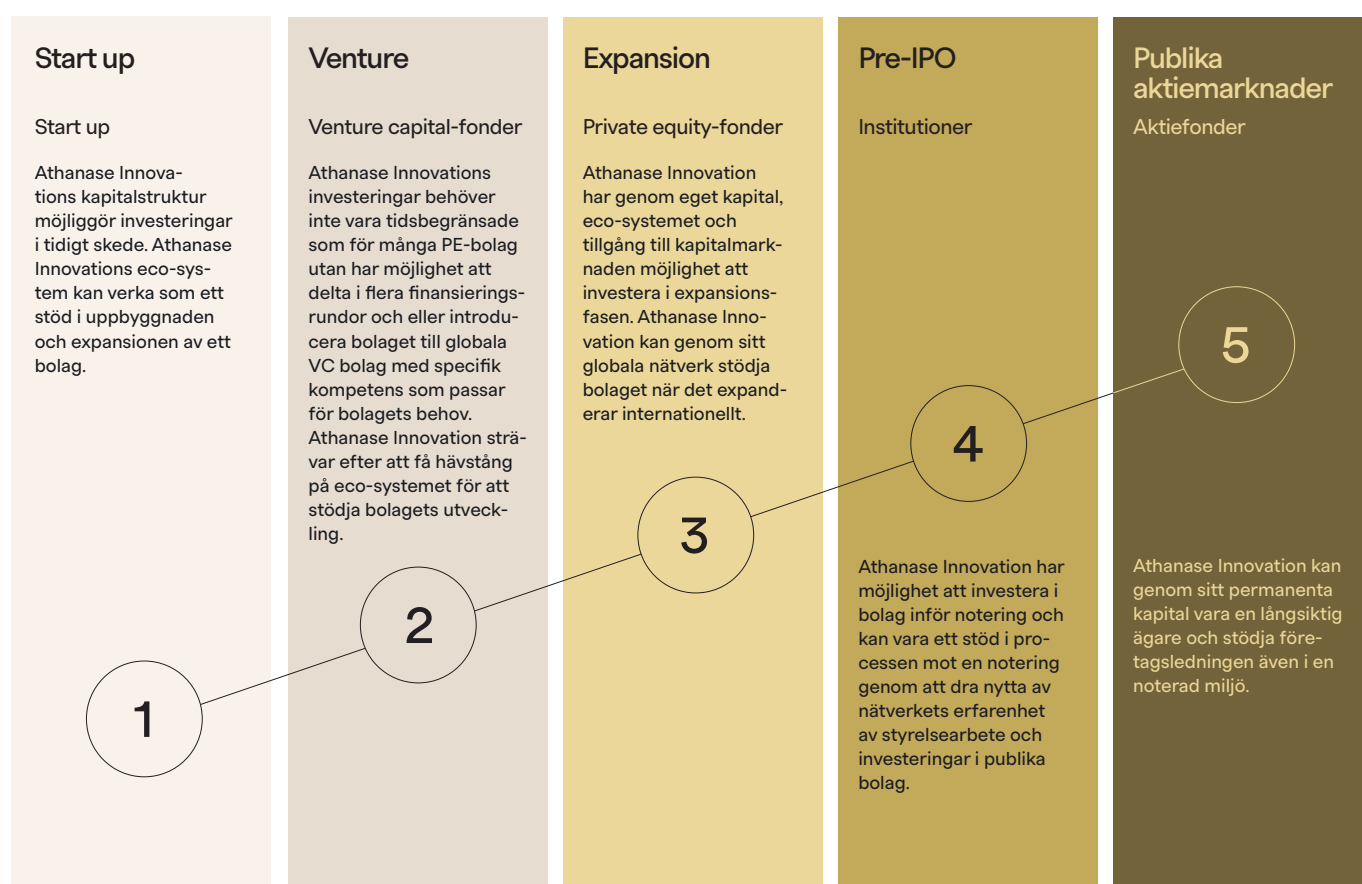 Start up
Start up
Athanase Innova-
tions kapitalstruktur
möjliggör investeringar
i tidigt skede. Athanase
Innovations eco-sys-
tem kan verka som ett
stöd i uppbyggnaden
och expansionen av ett
bolag.
1
Venture
Venture capital-fonder
Athanase Innovations
investeringar behöver
inte vara tidsbegränsade
som för många PE-bolag
utan har möjlighet att
delta i flera finansierings-
rundor och eller introdu-
cera bolaget till globala
VC bolag med specifik
kompetens som passar
för bolagets behov.
Athanase Innovation strä-
var efter att få hävstång
på eco-systemet för att
stödja bolagets utveck-
ling.
2
Expansion
Private equity-fonder
Athanase Innovation
har genom eget kapital,
eco-systemet och
tillgång till kapitalmark-
naden möjlighet att
investera i expansions-
fasen. Athanase Inno-
vation kan genom sitt
globala nätverk stödja
bolaget när det expand-
erar internationellt.
3
Pre-IPO
Institutioner
4
Athanase Innovation har
möjlighet att investera i
bolag inför notering och
kan vara ett stöd i pro-
cessen mot en notering
genom att dra nytta av
nätverkets erfarenhet
av styrelsearbete och
investeringar i publika
bolag.
Publika
aktiemarknader
Aktiefonder
5
Athanase Innovation kan
genom sitt permanenta
kapital vara en långsiktig
ägare och stödja före-
tagsledningen även i en
noterad miljö.